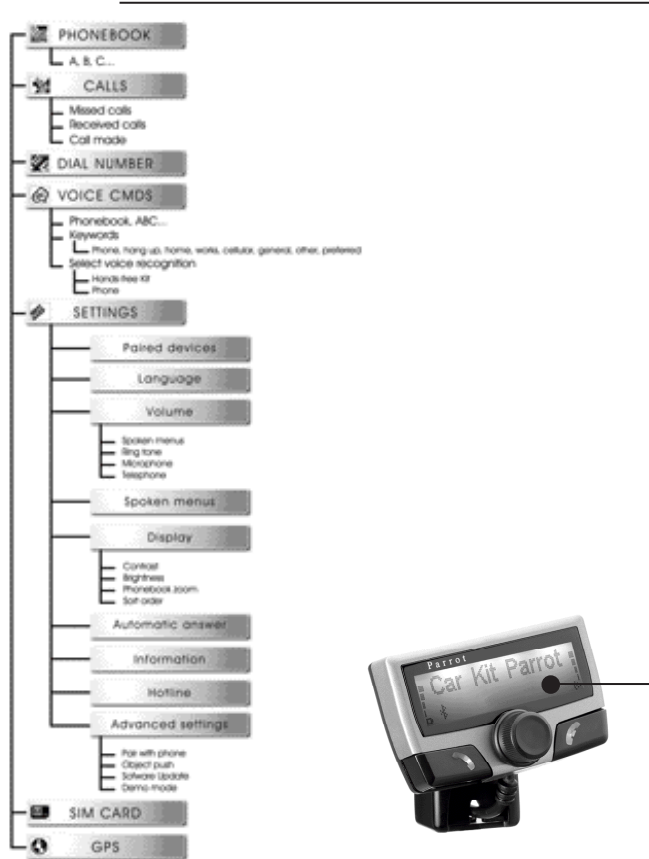 PHONEBOOK
A, B, C...
CALLS
Missed calls
Received calls
Call made
DIAL NUMBER
VOICE CMDS
Phonebook, ABC...
Keywords
Phone, hang up, home, works, cellular, general, other, preferred
Select voice recognition
Hands-free Kit
Phone
SETTINGS
Paired devices
Language
Volume
Spoken menus
Ring tone
Microphone
Telephone
Spoken menus
Display
Contrast
Brightness
Phonebook zoom
Sort order
Automatic answer
Information
Hotline
Advanced settings
Pair with phone
Object push
Sofware Update
Demo mode
SIM CARD
GPS
Parrot
Car Kit Parrot